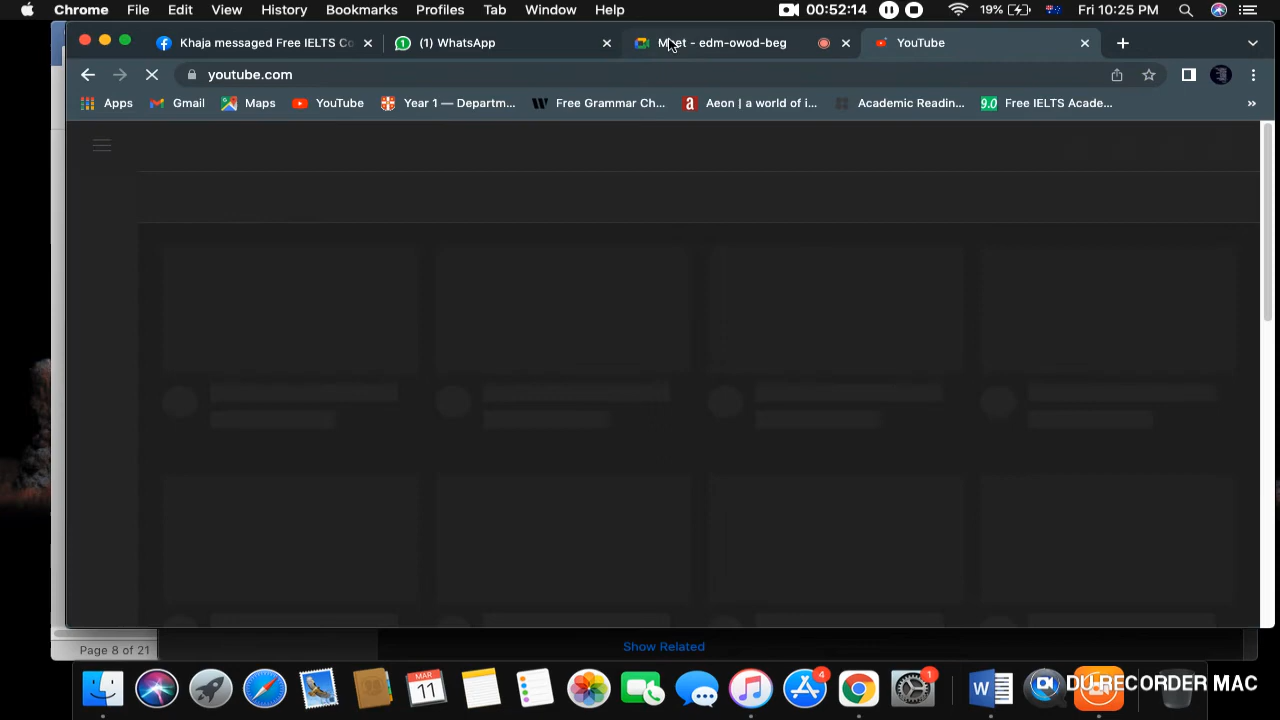 Chrome File Edit View History Bookmarks Profiles Tab Window Help 00:52:14 19% Fri 10:25 PM
Khaja messaged Free IELTS Co (1) WhatsApp Meet - edm-owod-beg YouTube
youtube.com
Apps Gmail Maps YouTube Year 1 — Departm... Free Grammar Ch... Aeon | a world of i... Academic Readin... 9.0 Free IELTS Acade... »
Page 8 of 21 Show Related
MAR 11 4 1
DU RECORDER MAC